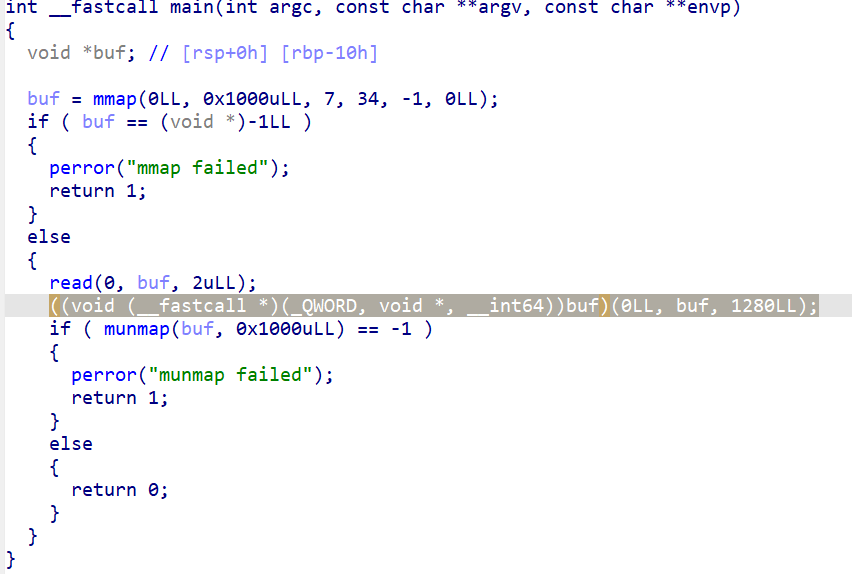 int __fastcall main(int argc, const char **argv, const char **envp)
{
  void *buf; // [rsp+0h] [rbp-10h]

  buf = mmap(0LL, 0x1000uLL, 7, 34, -1, 0LL);
  if ( buf == (void *)-1LL )
  {
    perror("mmap failed");
    return 1;
  }
  else
  {
    read(0, buf, 2uLL);
    ((void (__fastcall *)(_QWORD, void *, __int64))buf)(0LL, buf, 1280LL);
    if ( munmap(buf, 0x1000uLL) == -1 )
    {
      perror("munmap failed");
      return 1;
    }
    else
    {
      return 0;
    }
  }
}